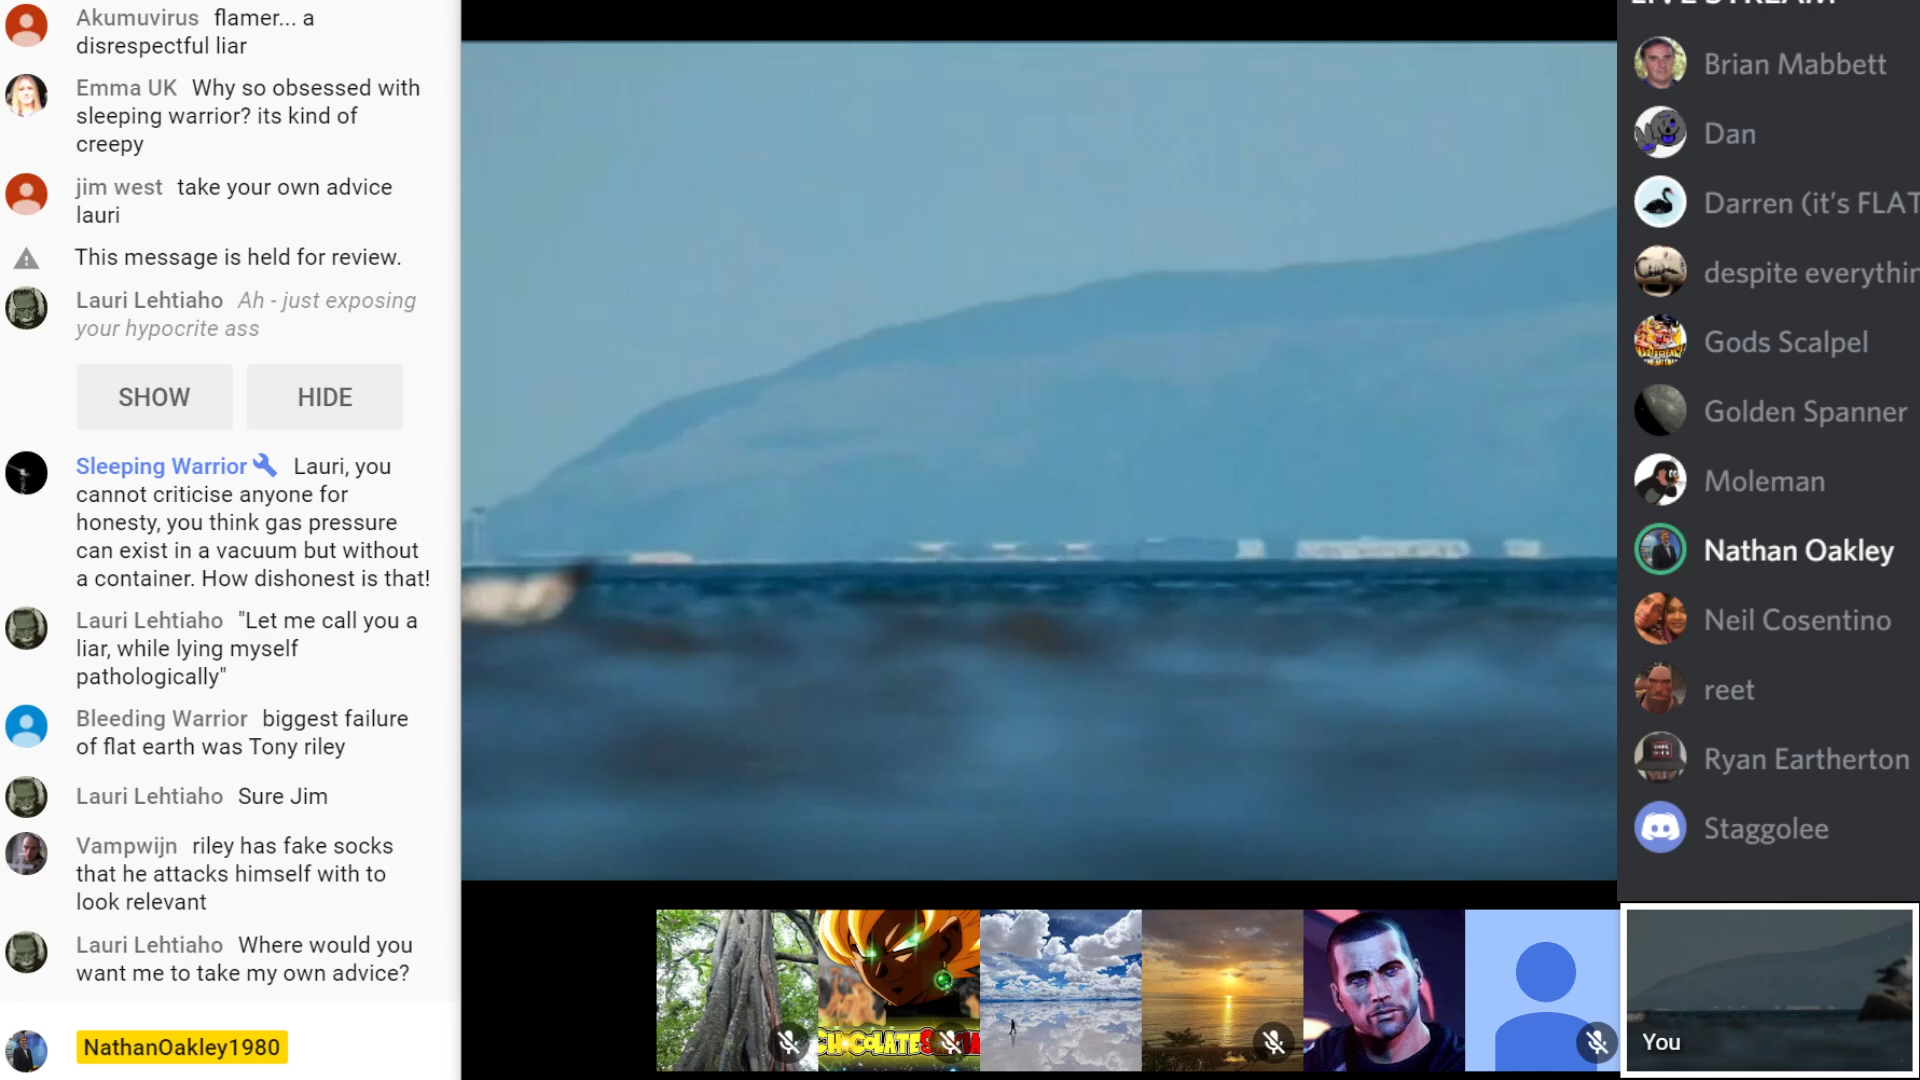 Akumuvirus flamer... a
disrespectful liar
Emma UK Why so obsessed with
sleeping warrior? its kind of
creepy
jim west take your own advice
lauri
This message is held for review.
Lauri Lehtiaho Ah - just exposing
your hypocrite ass
SHOW HIDE
Sleeping Warrior Lauri, you
cannot criticise anyone for
honesty, you think gas pressure
can exist in a vacuum but without
a container. How dishonest is that!
Lauri Lehtiaho "Let me call you a
liar, while lying myself
pathologically"
Bleeding Warrior biggest failure
of flat earth was Tony riley
Lauri Lehtiaho Sure Jim
Vampwijn riley has fake socks
that he attacks himself with to
look relevant
Lauri Lehtiaho Where would you
want me to take my own advice?
NathanOakley1980
LIVE STREAM
Brian Mabbett
Dan
Darren (it's FLAT
despite everythin
Gods Scalpel
Golden Spanner
Moleman
Nathan Oakley
Neil Cosentino
reet
Ryan Eartherton
Staggolee
You